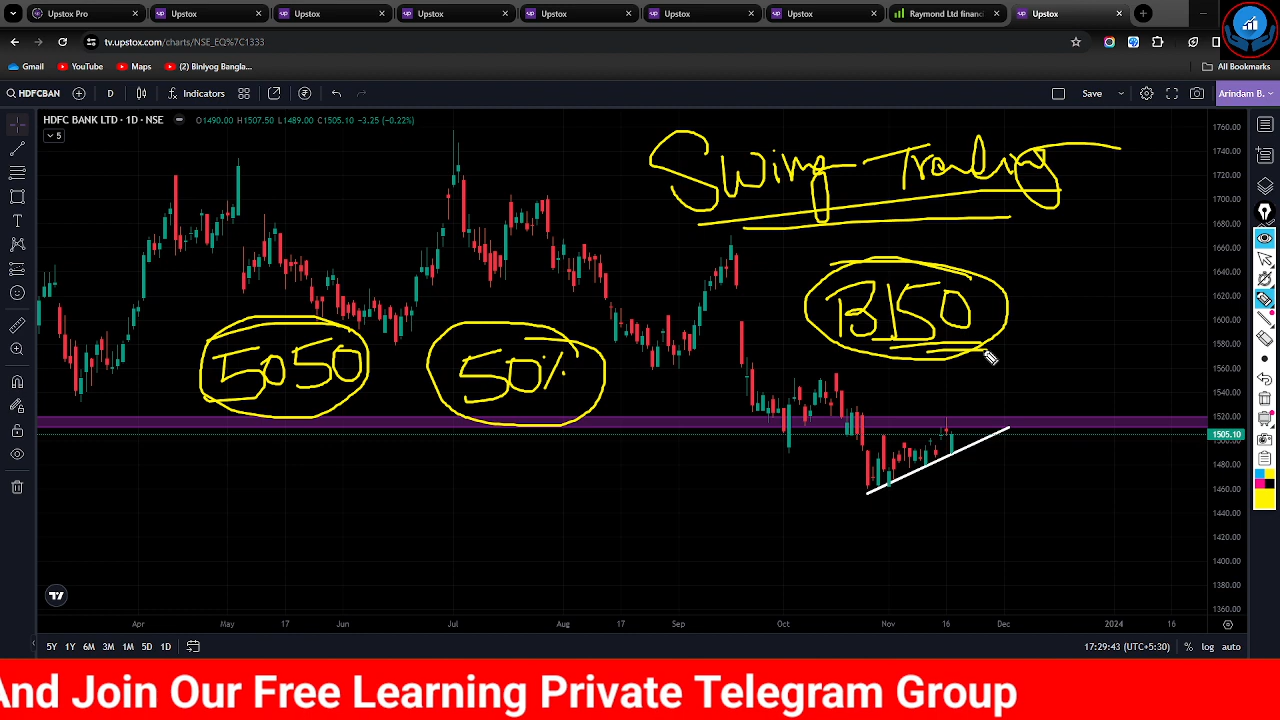 Upstox Pro
Upstox
Upstox
Upstox
Upstox
Upstox
Upstox
Raymond Ltd financi
Upstox
tv.upstox.com/charts/NSE_EQ%7C1333
Gmail
YouTube
Maps
(2) Biniyog Bangla...
All Bookmarks
HDFCBAN
D
Indicators
Save
Arindam B.
HDFC BANK LTD · 1D · NSE
O1490.00 H1507.50 L1489.00 C1505.10 -3.25 (-0.22%)
5
Swing Trading
B150
5050
50%
1760.00
1740.00
1720.00
1700.00
1680.00
1660.00
1640.00
1620.00
1600.00
1580.00
1560.00
1540.00
1520.00
1505.10
1500.00
1480.00
1460.00
1440.00
1420.00
1400.00
1380.00
1360.00
Apr May 17 Jun Jul Aug 17 Sep Oct Nov 16 Dec 2024 16
5Y 1Y 6M 3M 1M 5D 1D
17:29:43 (UTC+5:30) % log auto
And Join Our Free Learning Private Telegram Group